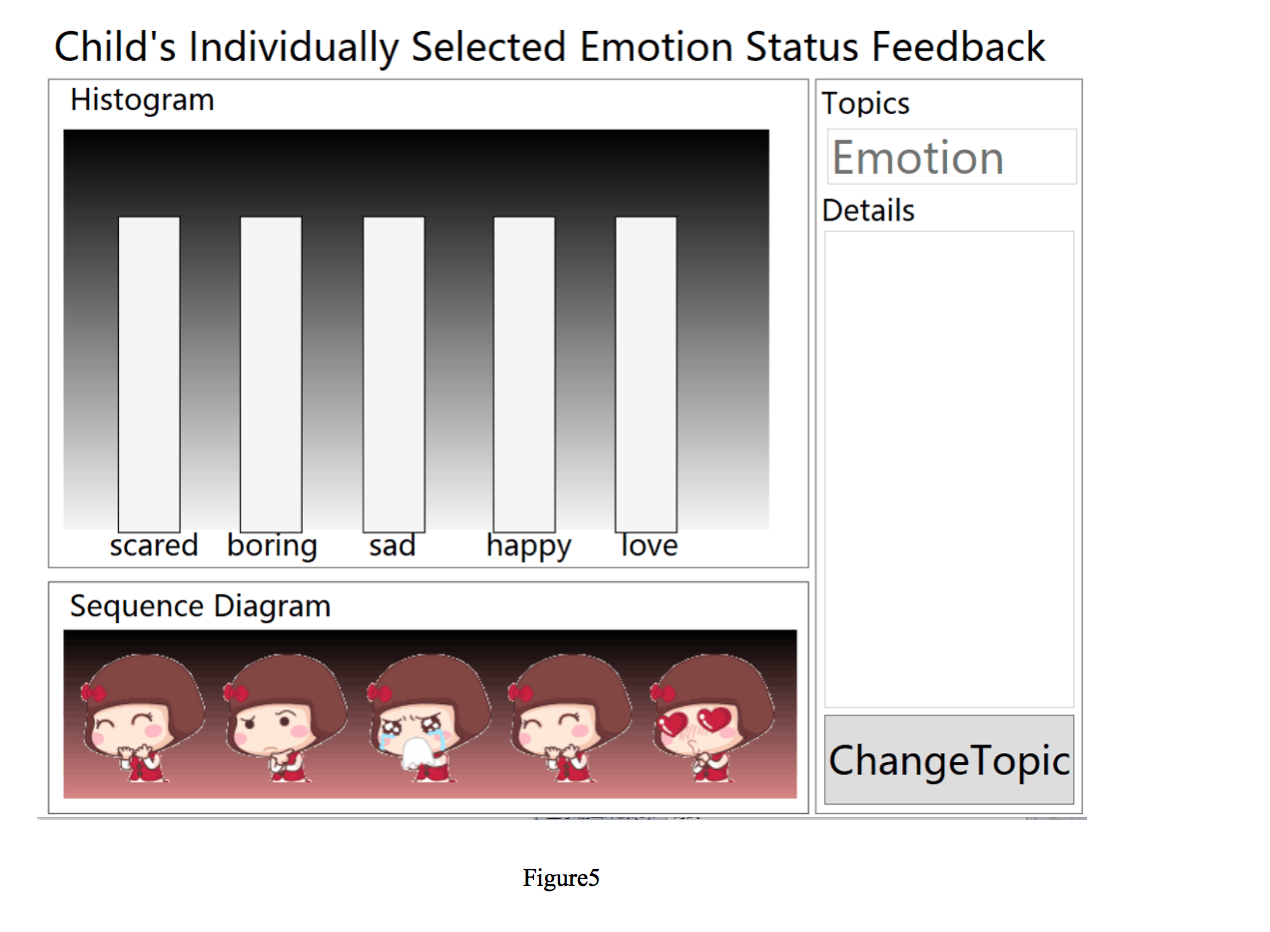 Child's Individually Selected Emotion Status Feedback
Histogram
scared boring sad happy love
Sequence Diagram
Topics
Emotion
Details
ChangeTopic
Figure5